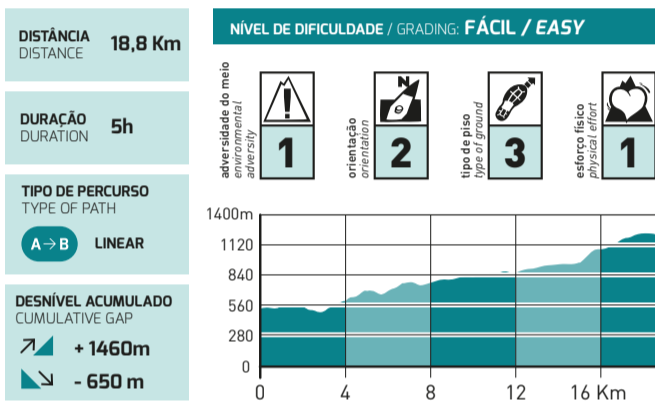 DISTÂNCIA
DISTANCE
18,8 Km
DURAÇÃO
DURATION
5h
TIPO DE PERCURSO
TYPE OF PATH
A→B
LINEAR
DESNÍVEL ACUMULADO
CUMULATIVE GAP
+ 1460m
- 650 m
NÍVEL DE DIFICULDADE / GRADING: FÁCIL / EASY
adversidade do meio
environmental
adversity
1
orientação
orientation
N
2
tipo de piso
type of ground
3
esforço físico
physical effort
1
1400m
1120
840
560
280
0
0 4 8 12 16 Km